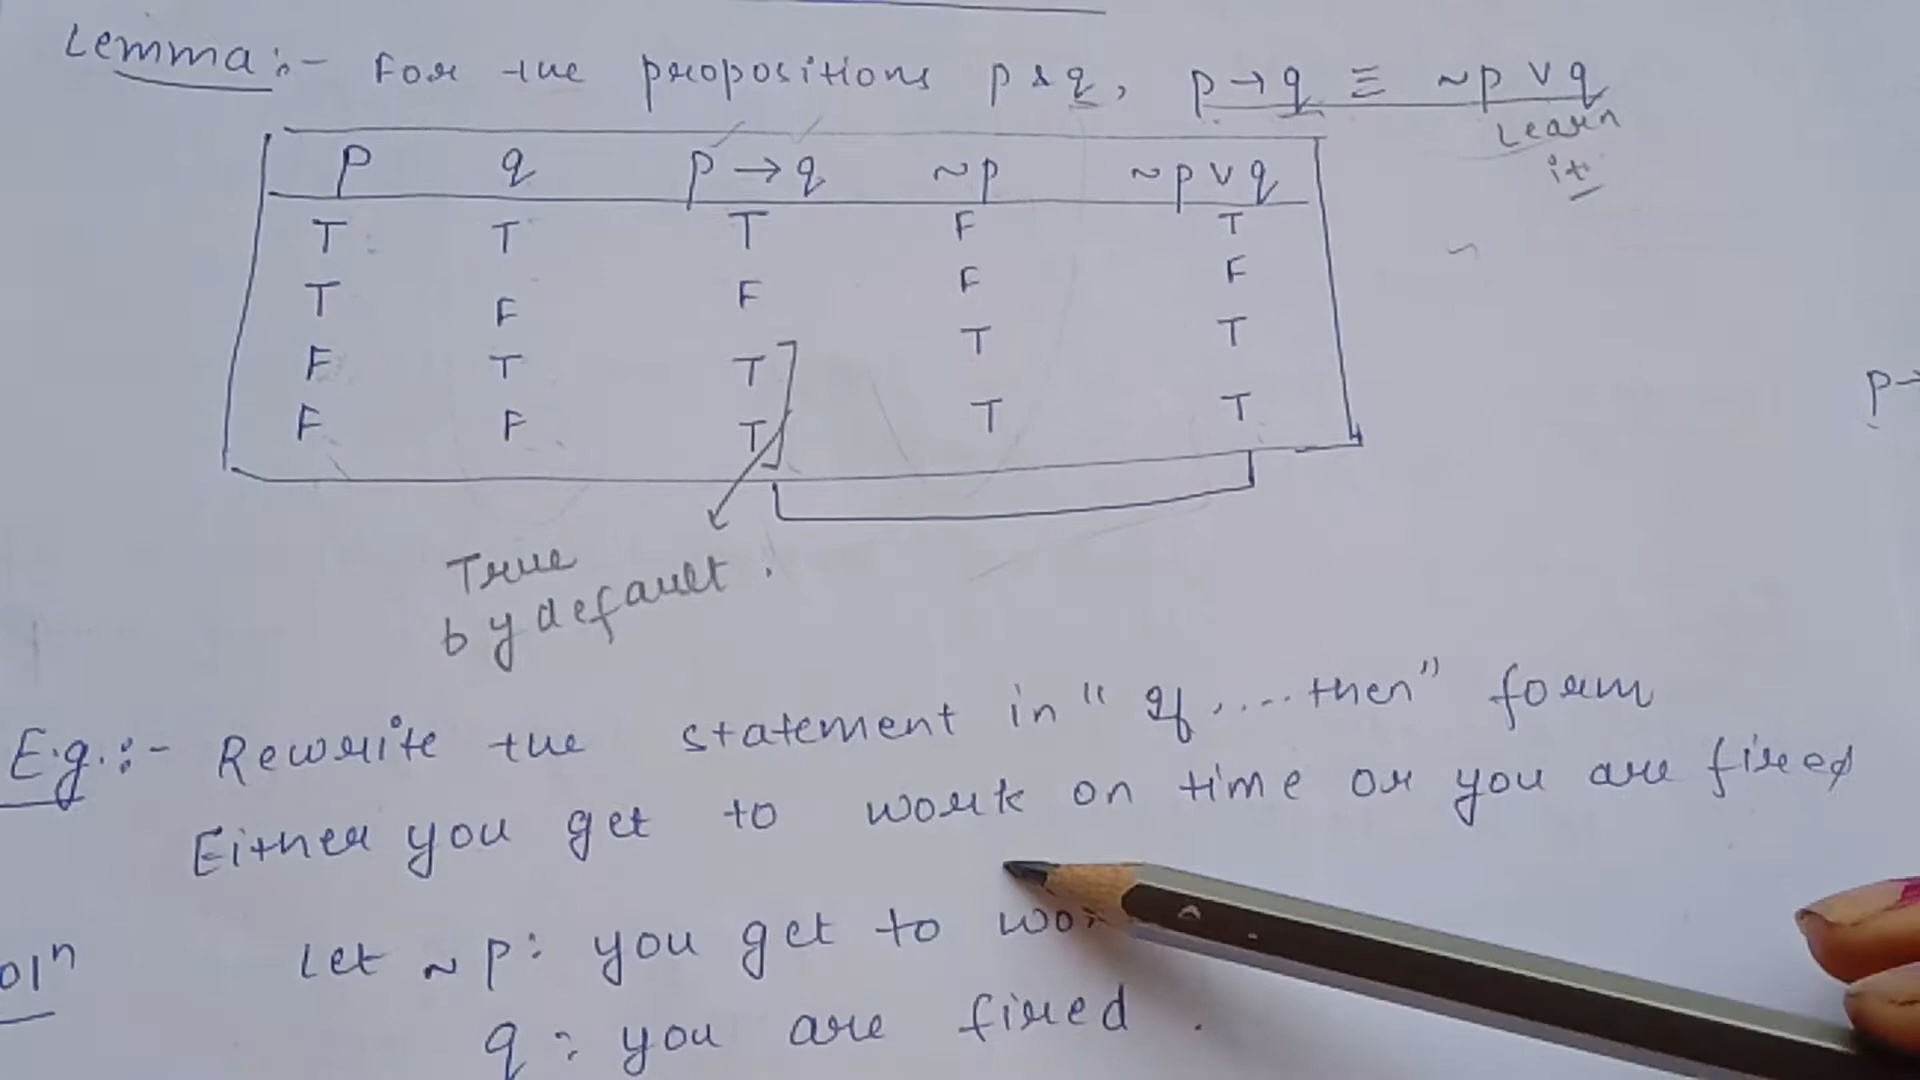 Lemma:- For the propositions p & q, p → q ≡ ~p ∨ q
Learn
it
p q p → q ~p ~p ∨ q
T T T F T
T F F F F
F T T T T
F F T T T
p→
True
by default.
E.g.:- Rewrite the statement in "If....then" form
Either you get to work on time or you are fired
Let ~p: you get to
q: you are fired.